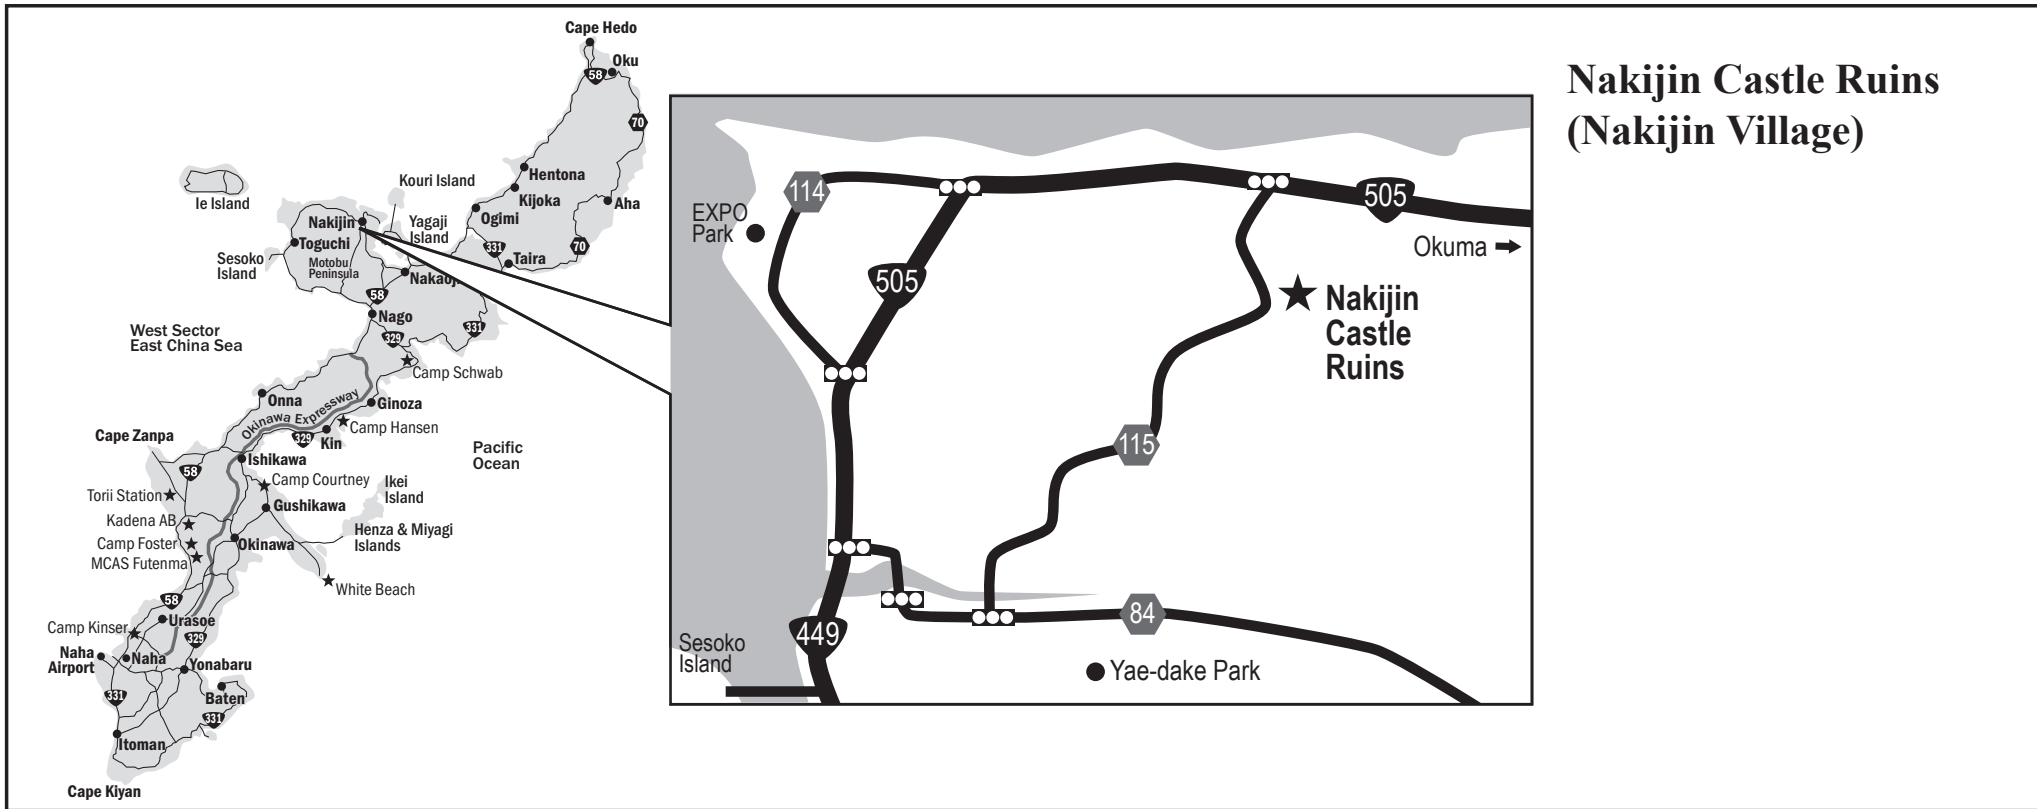 Nakijin Castle Ruins
(Nakijin Village)
Cape Hedo
Oku
58
70
Hentona
Kijoka
Ogimi
Aha
Kouri Island
Ie Island
Nakijin
Yagaji
Island
Toguchi
331
70
Taira
Sesoko
Island
Motobu
Peninsula
58
Nago
329
331
West Sector
East China Sea
Camp Schwab
Onna
Okinawa Expressway
Ginoza
Camp Hansen
329
Kin
Cape Zanpa
Pacific
Ocean
Ishikawa
58
Camp Courtney
Ikei
Island
Torii Station
Gushikawa
Kadena AB
Henza & Miyagi
Islands
Camp Foster
Okinawa
MCAS Futenma
White Beach
58
Urasoe
Camp Kinser
329
Naha
Airport
Naha
Yonabaru
331
Baten
331
Itoman
Cape Kiyan
114
505
EXPO
Park
Okuma
505
Nakijin
Castle
Ruins
115
84
449
Sesoko
Island
Yae-dake Park